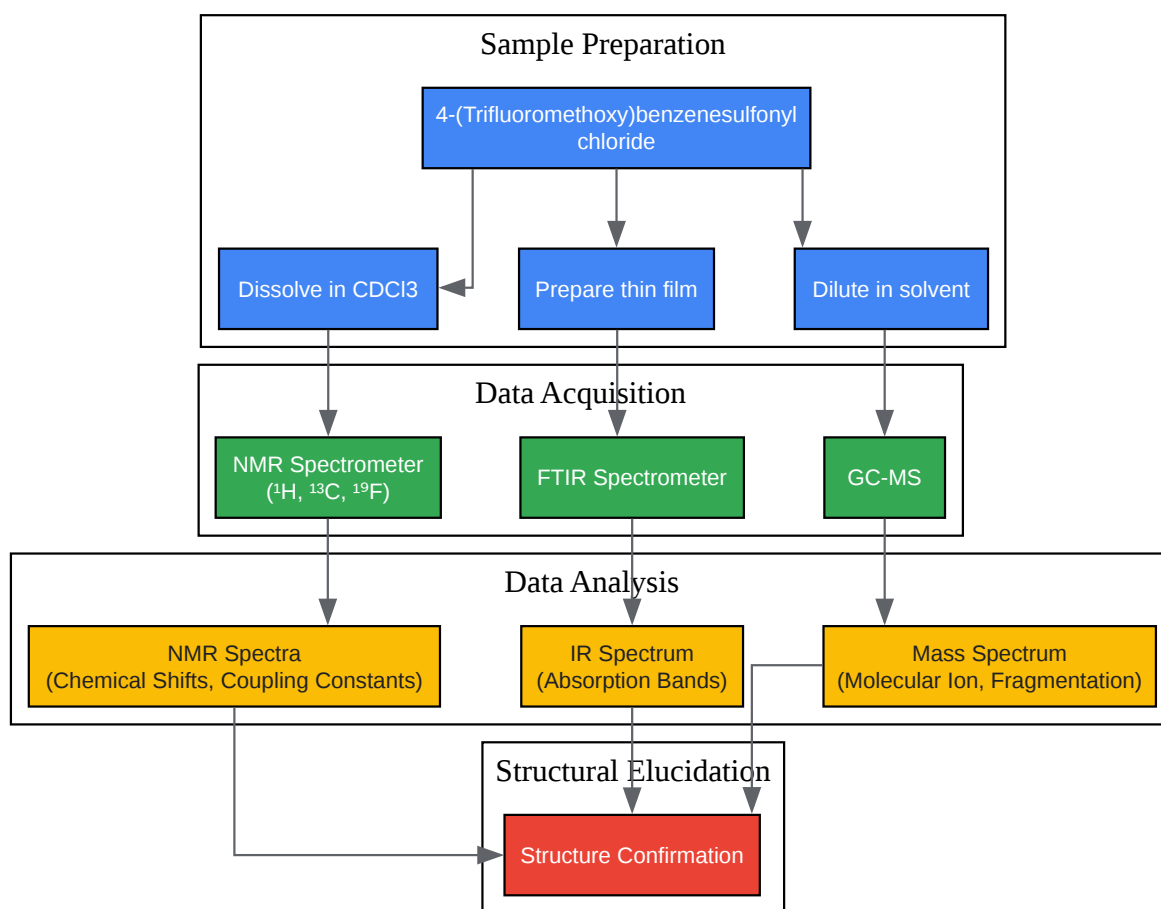 Sample Preparation
4-(Trifluoromethoxy)benzenesulfonyl
chloride
Dissolve in CDCl3
Prepare thin film
Dilute in solvent
Data Acquisition
NMR Spectrometer
(¹H, ¹³C, ¹⁹F)
FTIR Spectrometer
GC-MS
Data Analysis
NMR Spectra
(Chemical Shifts, Coupling Constants)
IR Spectrum
(Absorption Bands)
Mass Spectrum
(Molecular Ion, Fragmentation)
Structural Elucidation
Structure Confirmation